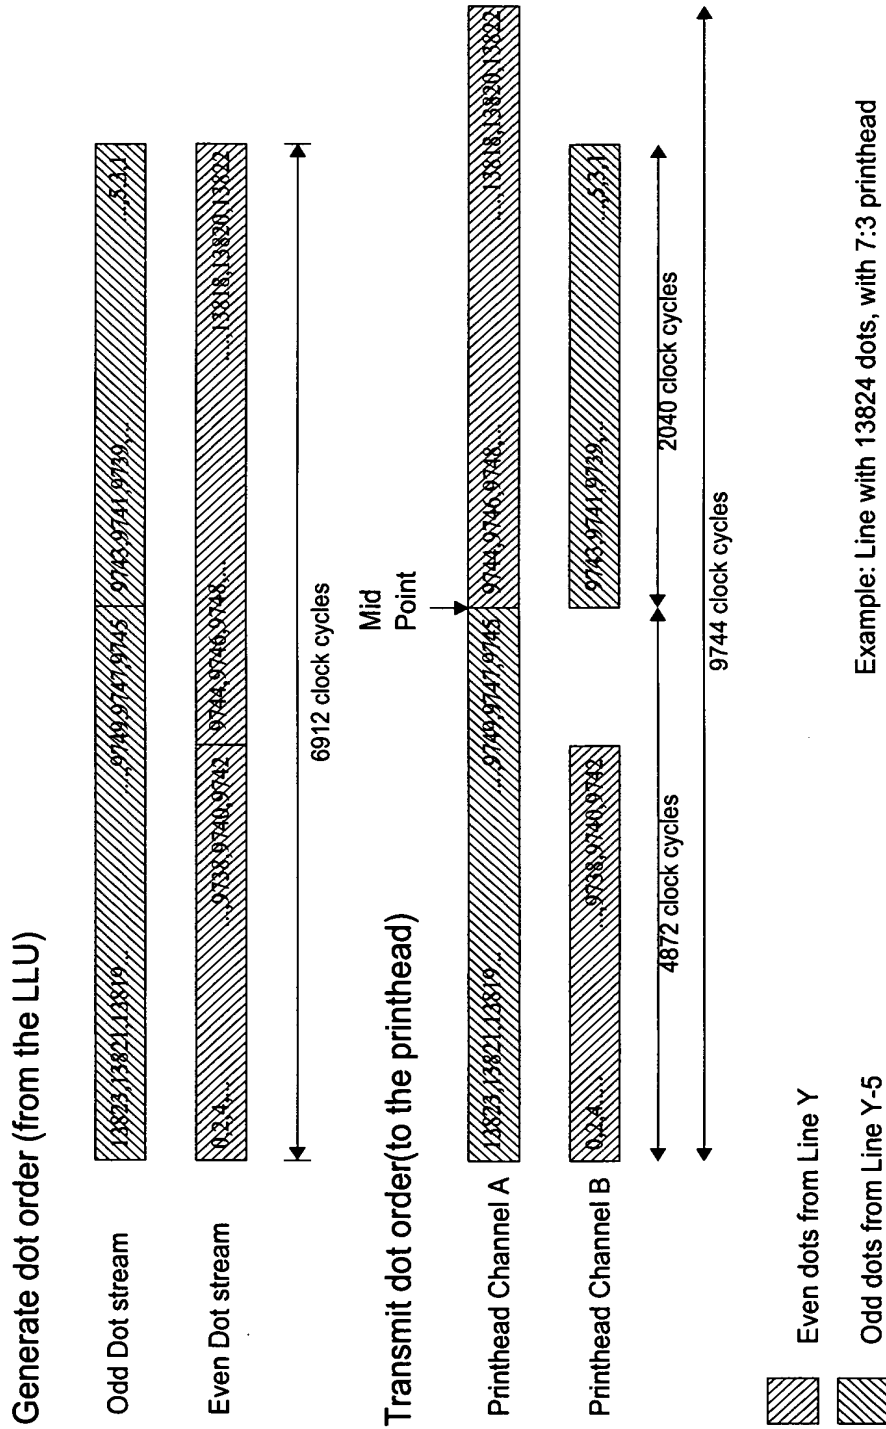 Generate dot order (from the LLU)
Odd Dot stream
13823,13821,13819...
...,9749,9747,9745
9743,9741,9739,...
...,5,3,1
Even Dot stream
0,2,4,...
...,9738,9740,9742
9744,9746,9748,...
....,13818,13820,13822
6912 clock cycles
Transmit dot order(to the printhead)
Mid
Point
Printhead Channel A
13823,13821,13819...
...,9749,9747,9745
9744,9746,9748,...
....,13818,13820,13822
Printhead Channel B
0,2,4....
...,9738,9740,9742
9743,9741,9739,...
...,5,3,1
4872 clock cycles
2040 clock cycles
9744 clock cycles
Even dots from Line Y
Odd dots from Line Y-5
Example: Line with 13824 dots, with 7:3 printhead